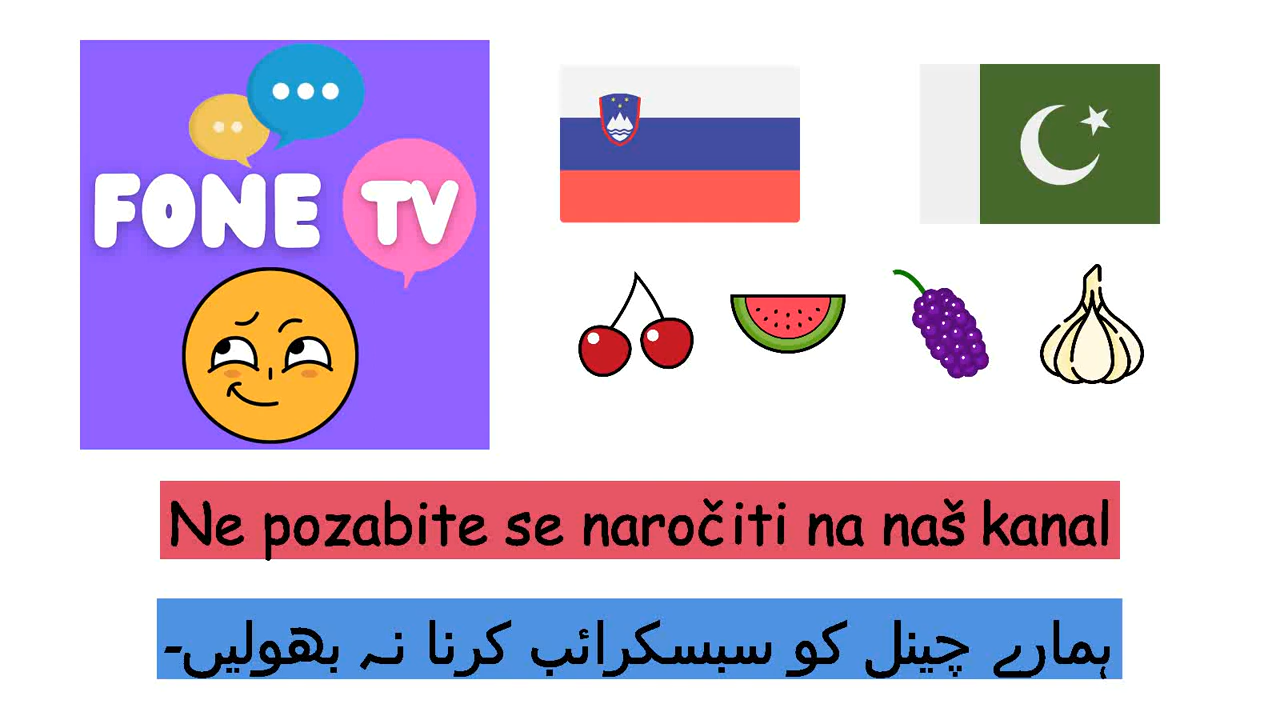 FONE TV
Ne pozabite se naročiti na naš kanal
ہمارے چینل کو سبسکرائب کرنا نہ بھولیں۔